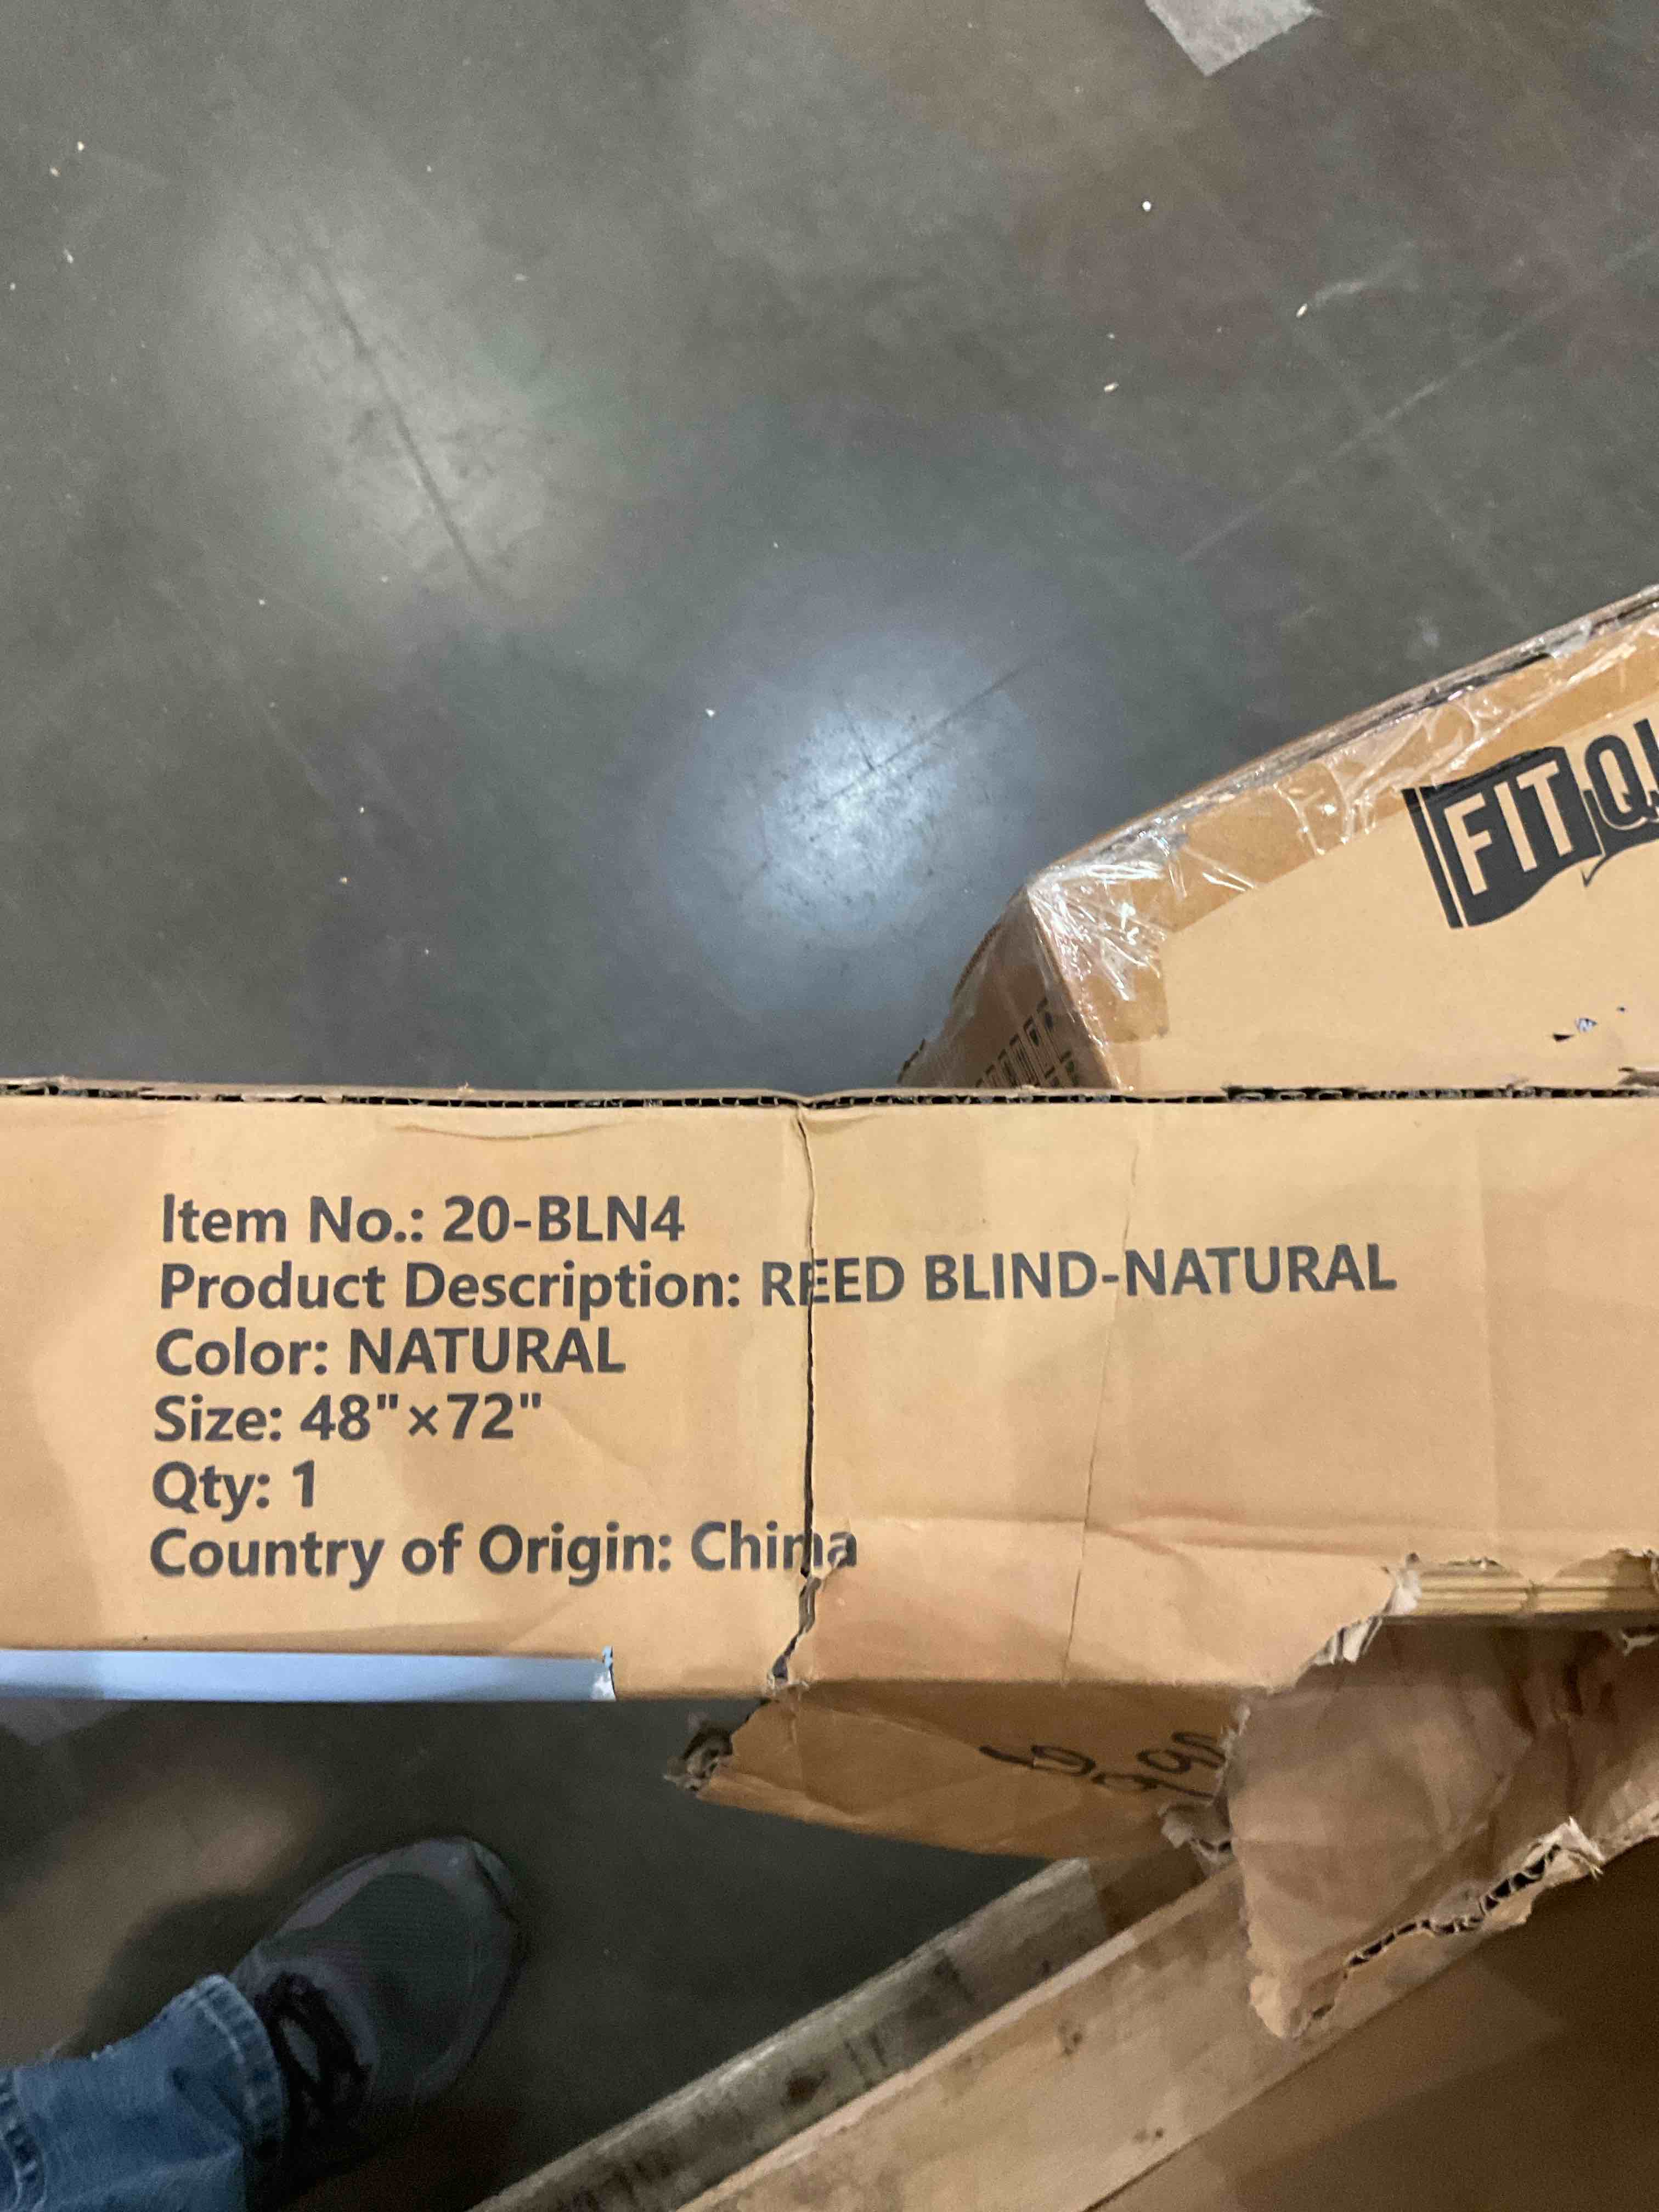 FIT
Item No.: 20-BLN4
Product Description: REED BLIND-NATURAL
Color: NATURAL
Size: 48"×72"
Qty: 1
Country of Origin: China